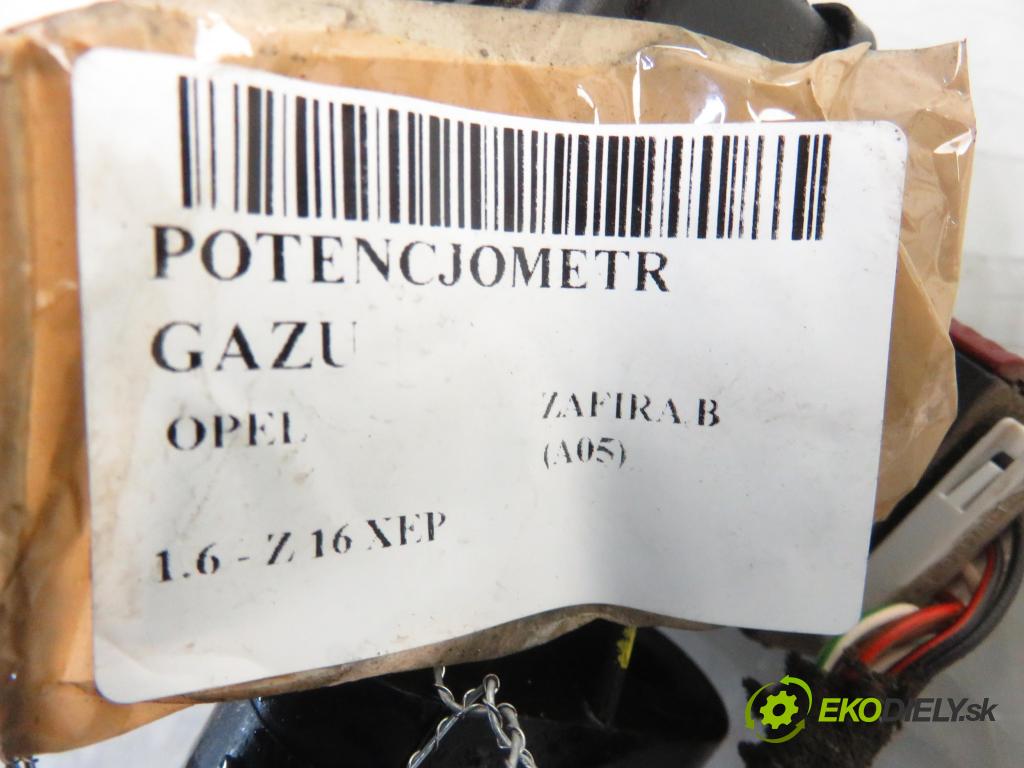 POTENCJOMETR
GAZU
OPEL
ZAFIRA B
(A05)
1.6 - Z 16 XEP
EKODIELY.sk